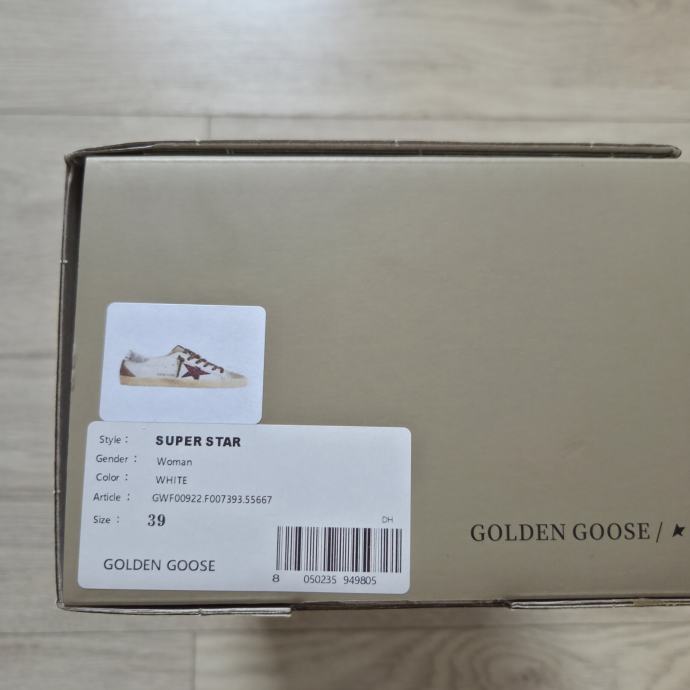 Style : SUPER STAR
Gender : Woman
Color : WHITE
Article : GWF00922.F007393.55667
Size : 39
DH
GOLDEN GOOSE
8 050235 949805
GOLDEN GOOSE /